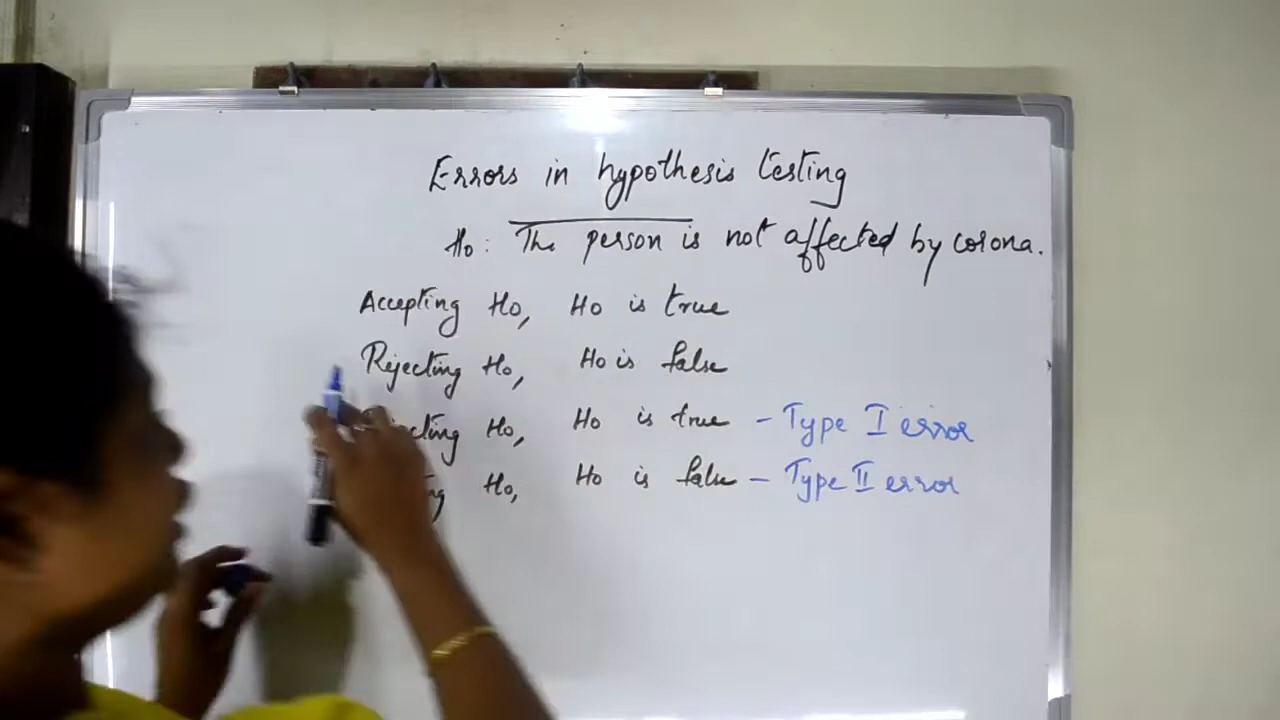 Errors in hypothesis testing
Ho: The person is not affected by corona.
Accepting Ho, Ho is true
Rejecting Ho, Ho is false
Ho, Ho is true - Type I error
Ho, Ho is false - Type II error